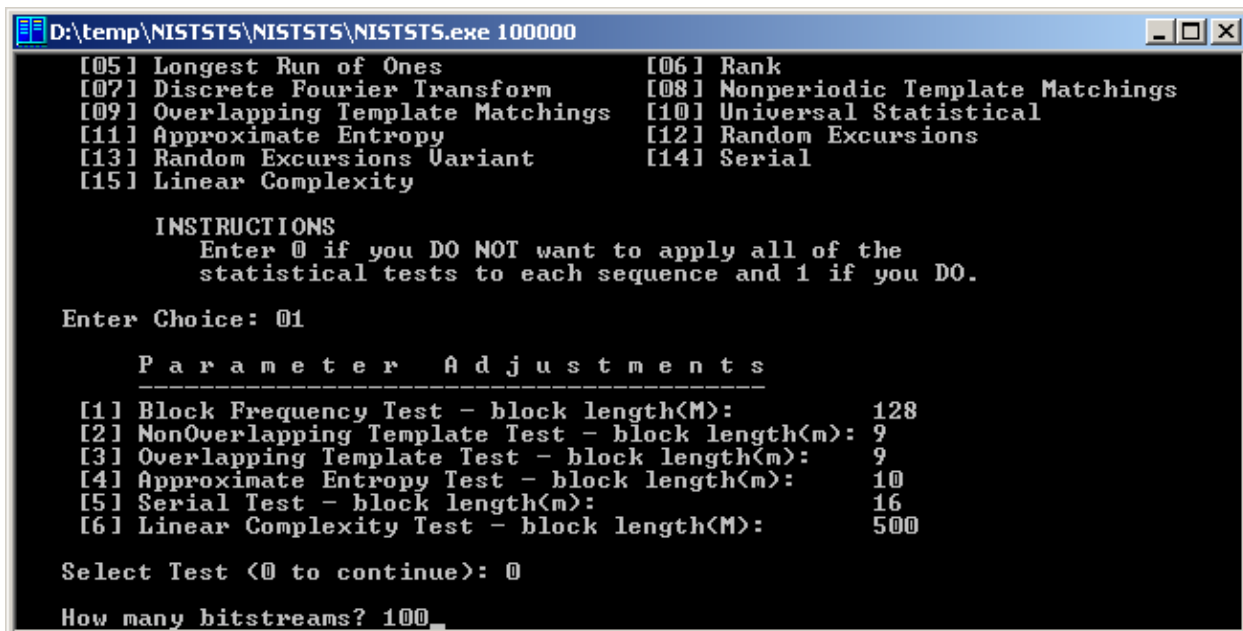 D:\temp\NISTSTS\NISTSTS\NISTSTS.exe 100000
[05] Longest Run of Ones [06] Rank
[07] Discrete Fourier Transform [08] Nonperiodic Template Matchings
[09] Overlapping Template Matchings [10] Universal Statistical
[11] Approximate Entropy [12] Random Excursions
[13] Random Excursions Variant [14] Serial
[15] Linear Complexity
INSTRUCTIONS
Enter 0 if you DO NOT want to apply all of the
statistical tests to each sequence and 1 if you DO.
Enter Choice: 01
P a r a m e t e r   A d j u s t m e n t s
-----------------------------------------
[1] Block Frequency Test - block length(M): 128
[2] NonOverlapping Template Test - block length(m): 9
[3] Overlapping Template Test - block length(m): 9
[4] Approximate Entropy Test - block length(m): 10
[5] Serial Test - block length(m): 16
[6] Linear Complexity Test - block length(M): 500
Select Test (0 to continue): 0
How many bitstreams? 100_